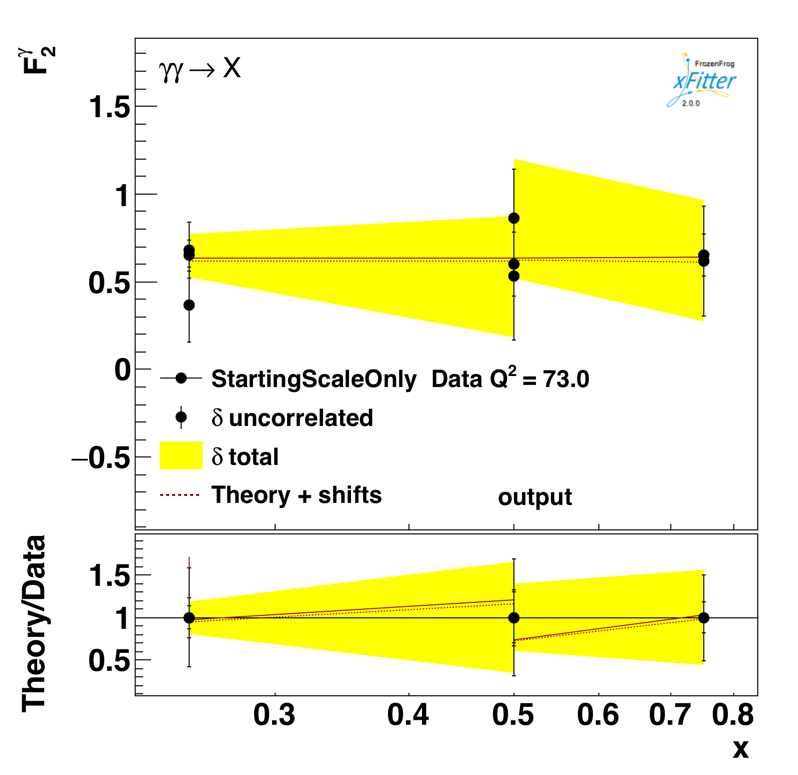 F₂^γ
γγ → X
FrozenFrog
xFitter
2.0.0
1.5
1
0.5
0
−0.5
StartingScaleOnly Data Q² = 73.0
δ uncorrelated
δ total
Theory + shifts output
Theory/Data
1.5
1
0.5
0.3 0.4 0.5 0.6 0.7 0.8
x